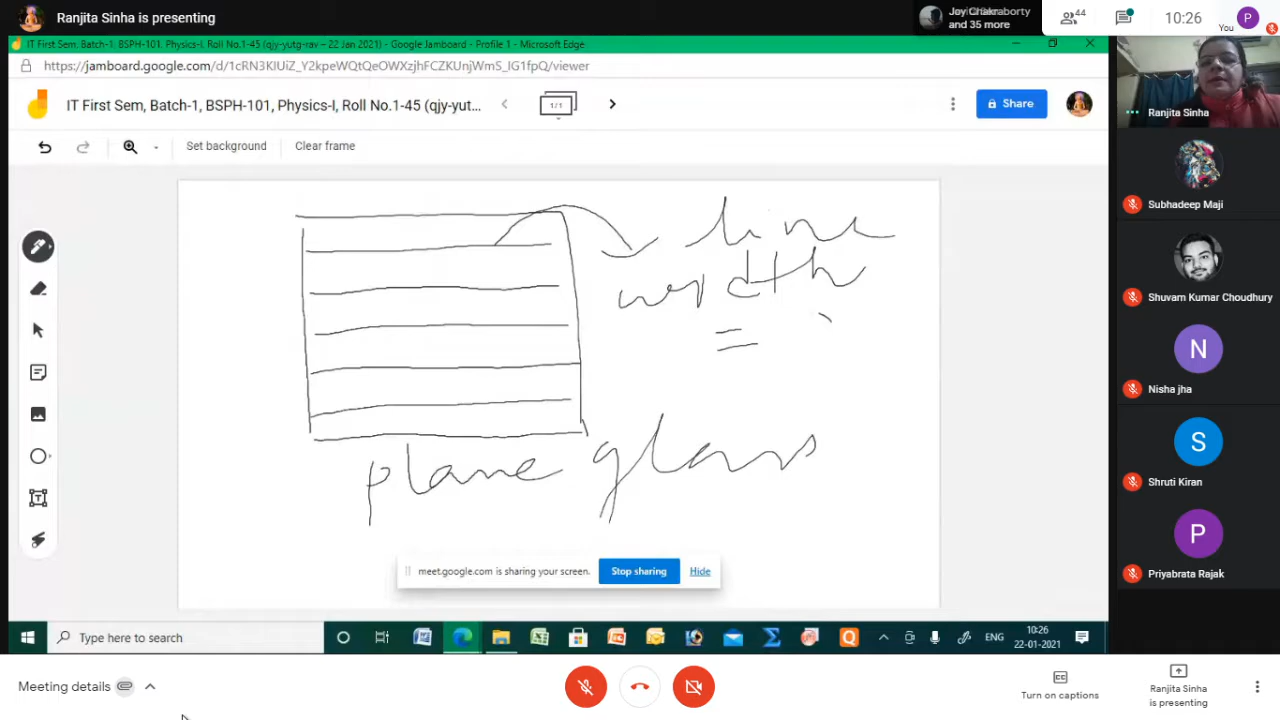 Ranjita Sinha is presenting
Joy Chakraborty
and 35 more
44
10:26
You
P
IT First Sem. Batch-1, BSPH-101. Physics-I. Roll No.1-45 (qjy-yutg-rav – 22 Jan 2021) - Google Jamboard - Profile 1 - Microsoft Edge
https://jamboard.google.com/d/1cRN3KIUiZ_Y2kpeWQtQeOWXzjhFCZKUnjWmS_IG1fpQ/viewer
IT First Sem, Batch-1, BSPH-101, Physics-I, Roll No.1-45 (qjy-yut...
1/1
Share
Set background
Clear frame
line
width
=
plane glass
meet.google.com is sharing your screen.
Stop sharing
Hide
Type here to search
ENG
10:26
22-01-2021
Ranjita Sinha
Subhadeep Maji
Shuvam Kumar Choudhury
N
Nisha jha
S
Shruti Kiran
P
Priyabrata Rajak
Meeting details
Turn on captions
Ranjita Sinha
is presenting